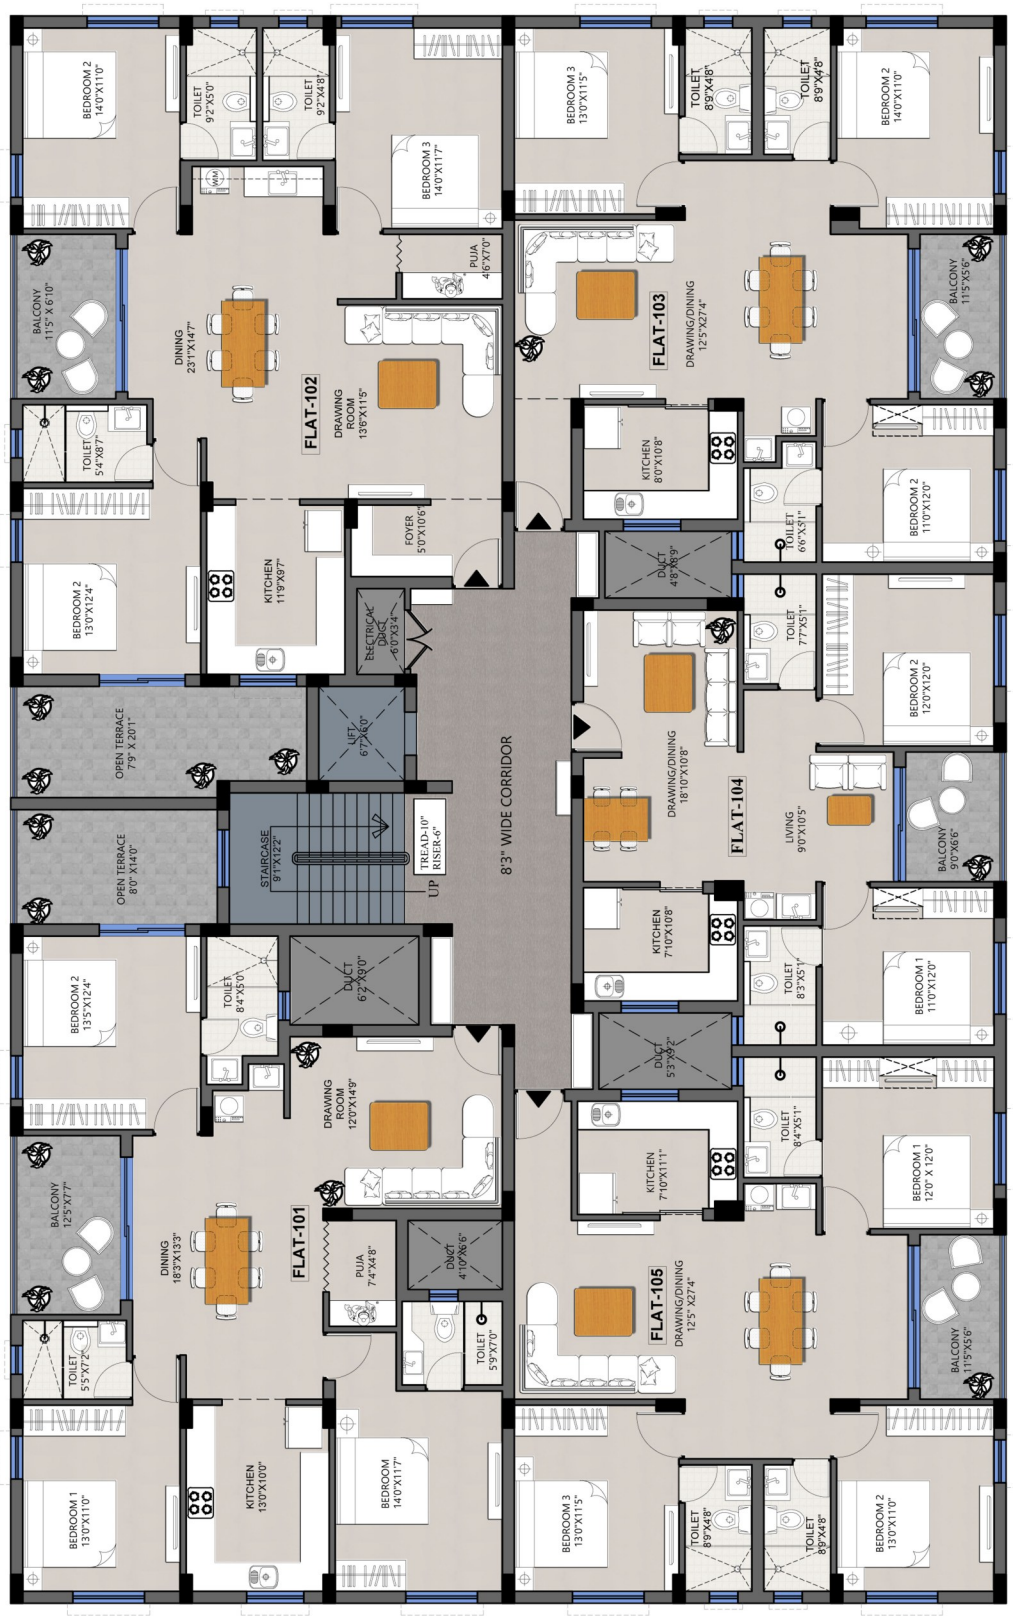 BEDROOM 2
14'0"X11'0"
TOILET
9'2"X5'0"
TOILET
9'2"X4'8"
BEDROOM 3
14'0"X11'7"
WM
BALCONY
11'5" X 6'10"
DINING
23'1"X14'7"
PUJA
4'6"X7'0"
FLAT-102
DRAWING
ROOM
13'6"X11'5"
TOILET
5'4"X8'7"
BEDROOM 2
13'0"X12'4"
KITCHEN
11'9"X9'7"
FOYER
5'0"X10'6"
ELECTRICAL
DUCT
6'0"X3'4"
BEDROOM 3
13'0"X11'5"
TOILET
8'9"X4'8"
TOILET
8'9"X4'8"
BEDROOM 2
14'0"X11'0"
FLAT-103
DRAWING/DINING
12'5"X27'4"
BALCONY
11'5"X5'6"
KITCHEN
8'0"X10'8"
TOILET
6'6"X5'1"
BEDROOM 2
11'0"X12'0"
DUCT
4'8"X8'9"
OPEN TERRACE
7'9" X 20'1"
LIFT
6'7"X6'0"
OPEN TERRACE
8'0" X14'0"
STAIRCASE
9'1"X12'2"
TREAD-10"
RISER-6"
UP
8'3" WIDE CORRIDOR
TOILET
7'7"X5'1"
BEDROOM 2
12'0"X12'0"
DRAWING/DINING
18'10"X10'8"
FLAT-104
LIVING
9'0"X10'5"
BALCONY
9'0"X6'6"
KITCHEN
7'10"X10'8"
TOILET
8'3"X5'1"
BEDROOM 1
11'0"X12'0"
DUCT
5'3"X9'2"
BEDROOM 2
13'5"X12'4"
TOILET
8'4"X5'0"
DUCT
6'2"X9'0"
DRAWING
ROOM
12'0"X14'9"
BALCONY
12'5"X7'7"
DINING
18'3"X13'3"
FLAT-101
PUJA
7'4"X4'8"
DUCT
4'10"X6'6"
TOILET
5'5"X7'2"
TOILET
5'9"X7'0"
BEDROOM 1
13'0"X11'0"
KITCHEN
13'0"X10'0"
BEDROOM
14'0"X11'7"
KITCHEN
7'10"X11'1"
TOILET
8'4"X5'1"
BEDROOM 1
12'0" X 12'0"
FLAT-105
DRAWING/DINING
12'5" X27'4"
BALCONY
11'5"X5'6"
BEDROOM 3
13'0"X11'5"
TOILET
8'9"X4'8"
TOILET
8'9"X4'8"
BEDROOM 2
13'0"X11'0"